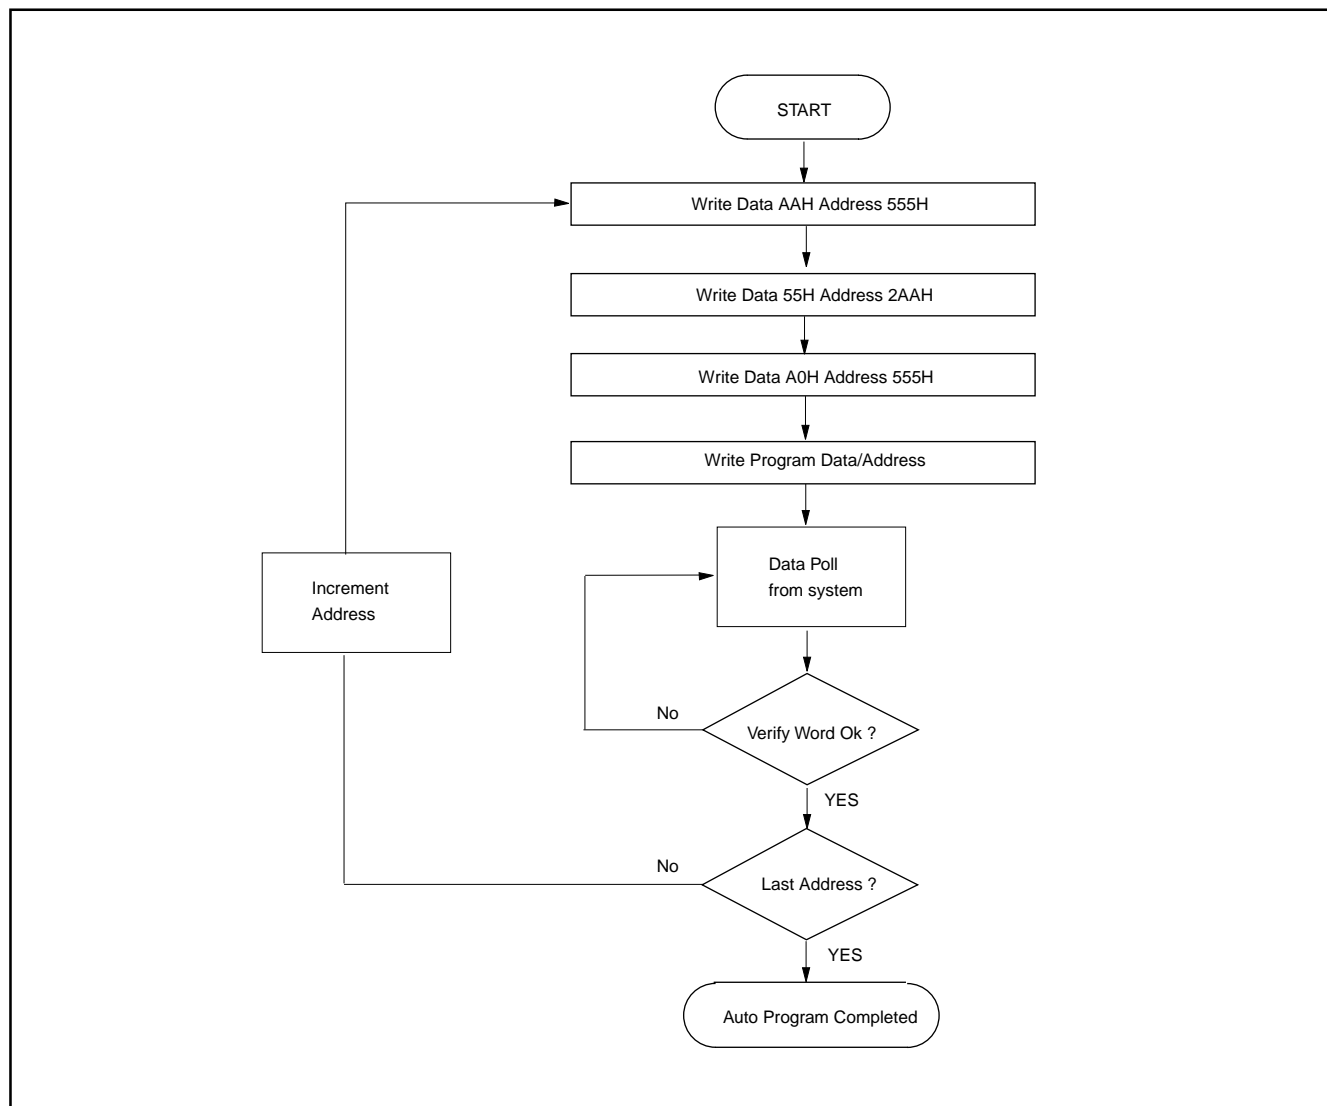 START
Write Data AAH Address 555H
Write Data 55H Address 2AAH
Write Data A0H Address 555H
Write Program Data/Address
Data Poll
from system
Increment
Address
No
Verify Word Ok ?
YES
No
Last Address ?
YES
Auto Program Completed